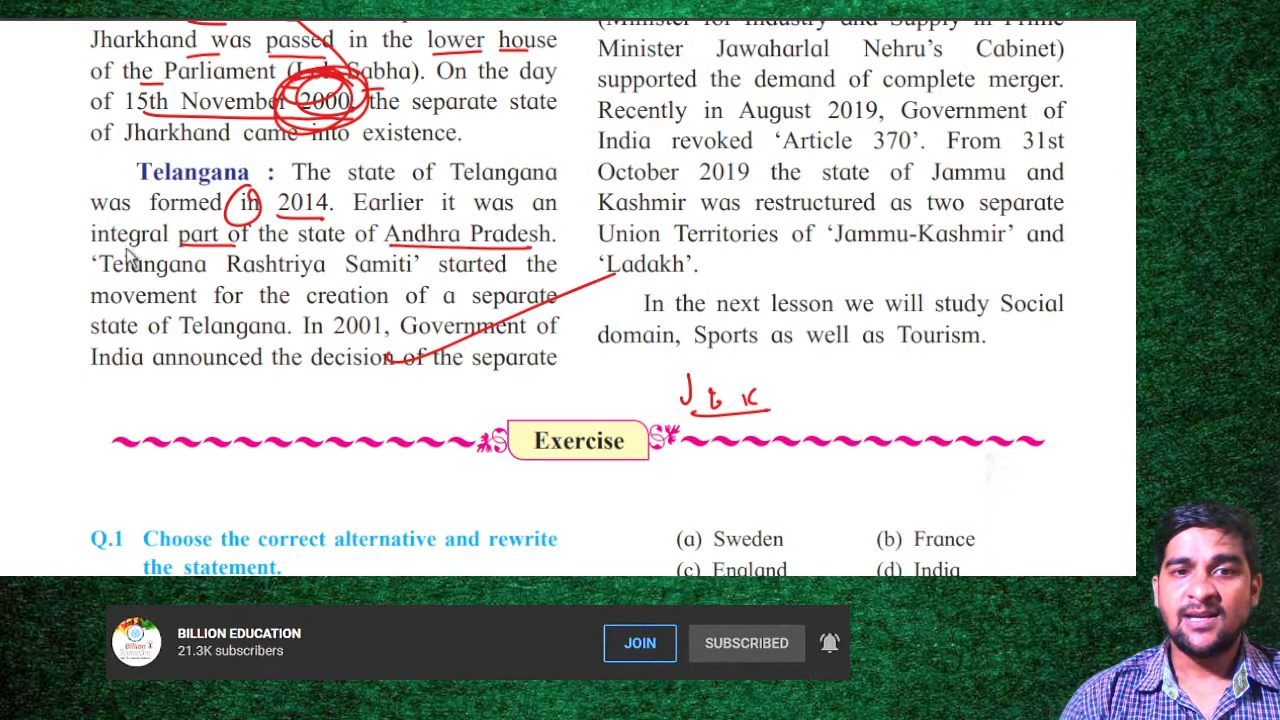 Jharkhand was passed in the lower house
of the Parliament (Lok Sabha). On the day
of 15th November 2000, the separate state
of Jharkhand came into existence.
Telangana : The state of Telangana
was formed in 2014. Earlier it was an
integral part of the state of Andhra Pradesh.
‘Telangana Rashtriya Samiti’ started the
movement for the creation of a separate
state of Telangana. In 2001, Government of
India announced the decision of the separate
(Minister for Industry and Supply in Prime
Minister Jawaharlal Nehru’s Cabinet)
supported the demand of complete merger.
Recently in August 2019, Government of
India revoked ‘Article 370’. From 31st
October 2019 the state of Jammu and
Kashmir was restructured as two separate
Union Territories of ‘Jammu-Kashmir’ and
‘Ladakh’.
In the next lesson we will study Social
domain, Sports as well as Tourism.
Exercise
Q.1 Choose the correct alternative and rewrite
the statement.
(a) Sweden (b) France
(c) England (d) India
BILLION EDUCATION
21.3K subscribers
JOIN
SUBSCRIBED